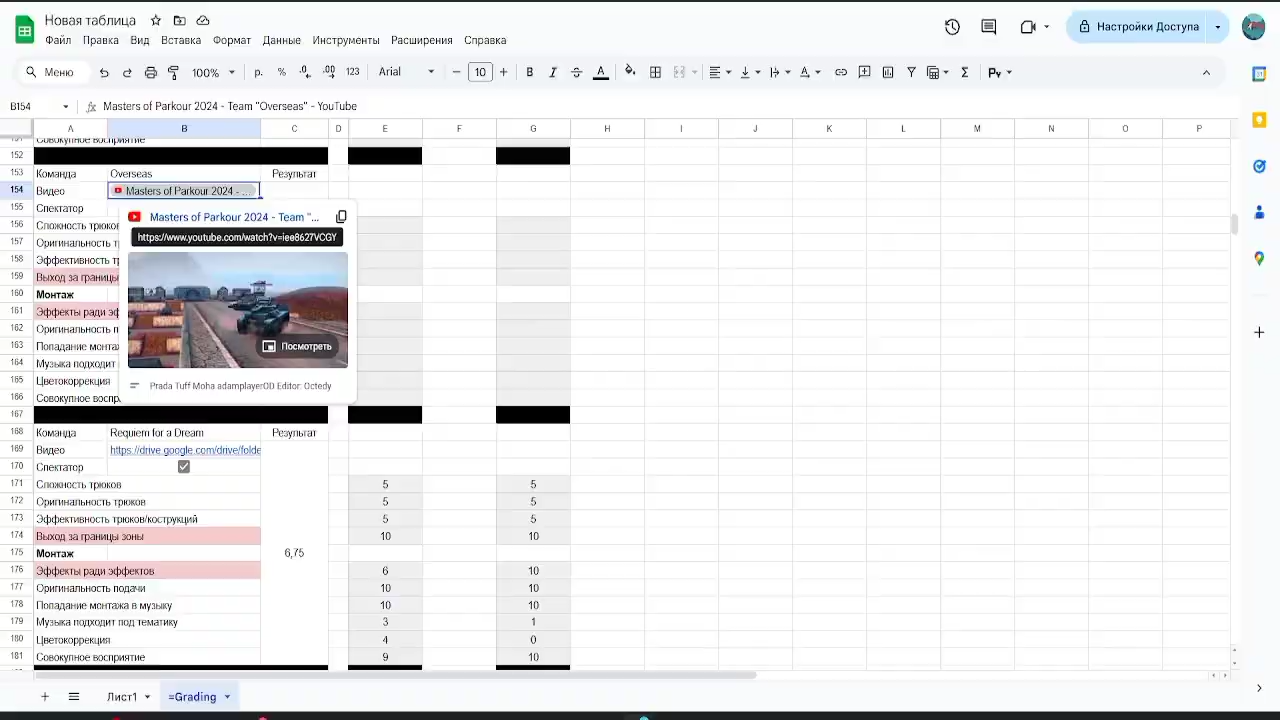 Новая таблица
Файл Правка Вид Вставка Формат Данные Инструменты Расширения Справка
Настройки Доступа
Меню 100% р. % .0 .00 123 Arial 10 B I A Σ Pv
B154 fx Masters of Parkour 2024 - Team "Overseas" - YouTube
A B C D E F G H I J K L M N O P
Совокупное восприятие
152
153 Команда Overseas Результат
154 Видео Masters of Parkour 2024 - ...
155 Спектатор
Masters of Parkour 2024 - Team "...
156 Сложность трюков
https://www.youtube.com/watch?v=iee8627VCGY
157 Оригинальность т
158 Эффективность т
159 Выход за границы
160 Монтаж
161 Эффекты ради эф
162 Оригинальность п
163 Попадание монта
Посмотреть
164 Музыка подходит
165 Цветокоррекция
Prada Tuff Moha adamplayerOD Editor: Octedy
166 Совокупное восп
167
168 Команда Requiem for a Dream Результат
169 Видео https://drive.google.com/drive/folde
170 Спектатор
171 Сложность трюков 5 5
172 Оригинальность трюков 5 5
173 Эффективность трюков/кострукций 5 5
174 Выход за границы зоны 10 10
175 Монтаж 6,75
176 Эффекты ради эффектов 6 10
177 Оригинальность подачи 10 10
178 Попадание монтажа в музыку 10 10
179 Музыка подходит под тематику 3 1
180 Цветокоррекция 4 0
181 Совокупное восприятие 9 10
Лист1 =Grading